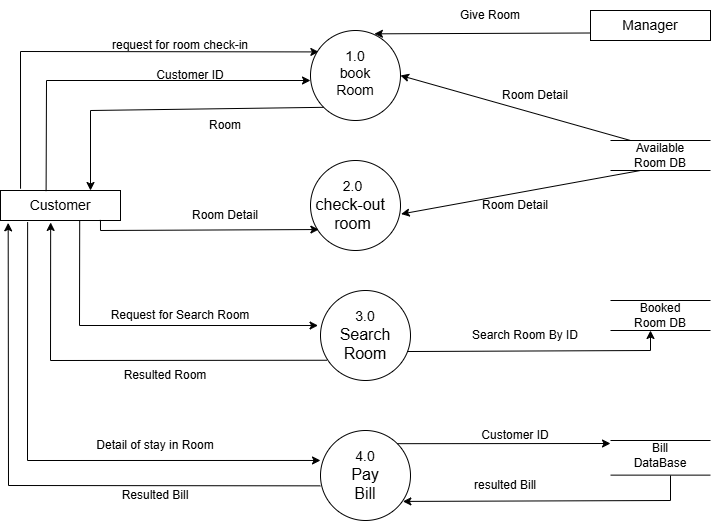 Give Room
Manager
request for room check-in
1.0
book
Room
Customer ID
Room Detail
Room
Available
Room DB
2.0
check-out
room
Customer
Room Detail
Room Detail
3.0
Search
Room
Request for Search Room
Booked
Room DB
Search Room By ID
Resulted Room
Detail of stay in Room
4.0
Pay
Bill
Customer ID
Bill
DataBase
Resulted Bill
resulted Bill